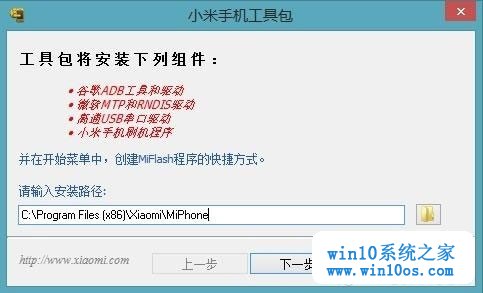 小米手机工具包
工具包将安装下列组件：
• 谷歌ADB工具和驱动
• 微软MTP和RNDIS驱动
• 高通USB串口驱动
• 小米手机刷机程序
并在开始菜单中，创建MiFlash程序的快捷方式。
请输入安装路径:
C:\Program Files (x86)\Xiaomi\MiPhone
http://www.xiaomi.com
上一步
下一步
win10系统之家
www.win10os.com